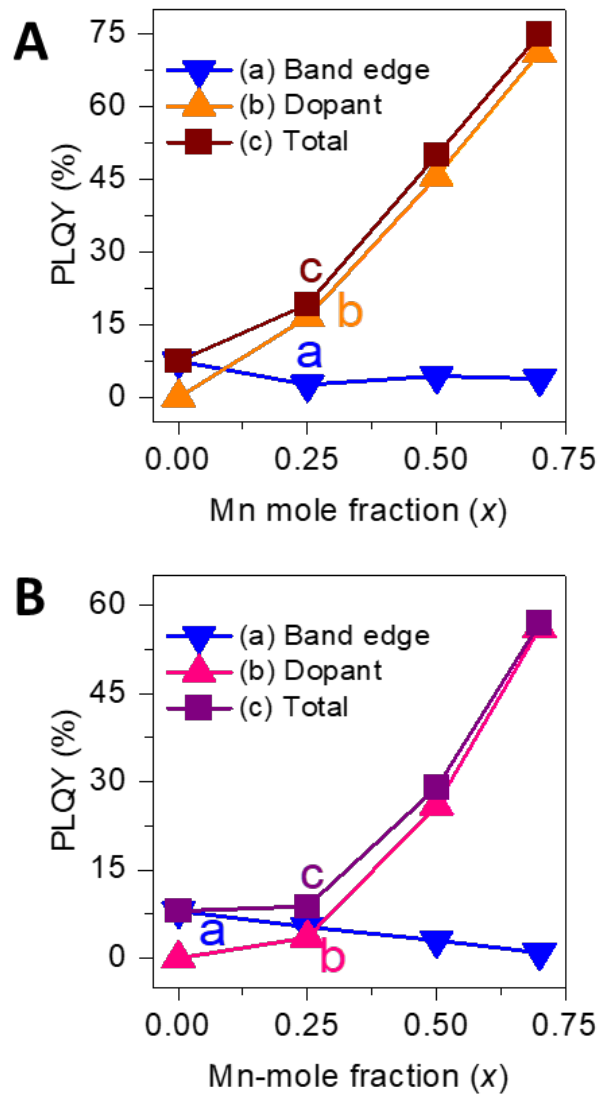 A
75
60
45
30
15
0
PLQY (%)
(a) Band edge
(b) Dopant
(c) Total
c
b
a
0.00 0.25 0.50 0.75
Mn mole fraction (x)
B
60
45
30
15
0
PLQY (%)
(a) Band edge
(b) Dopant
(c) Total
c
a
b
0.00 0.25 0.50 0.75
Mn-mole fraction (x)